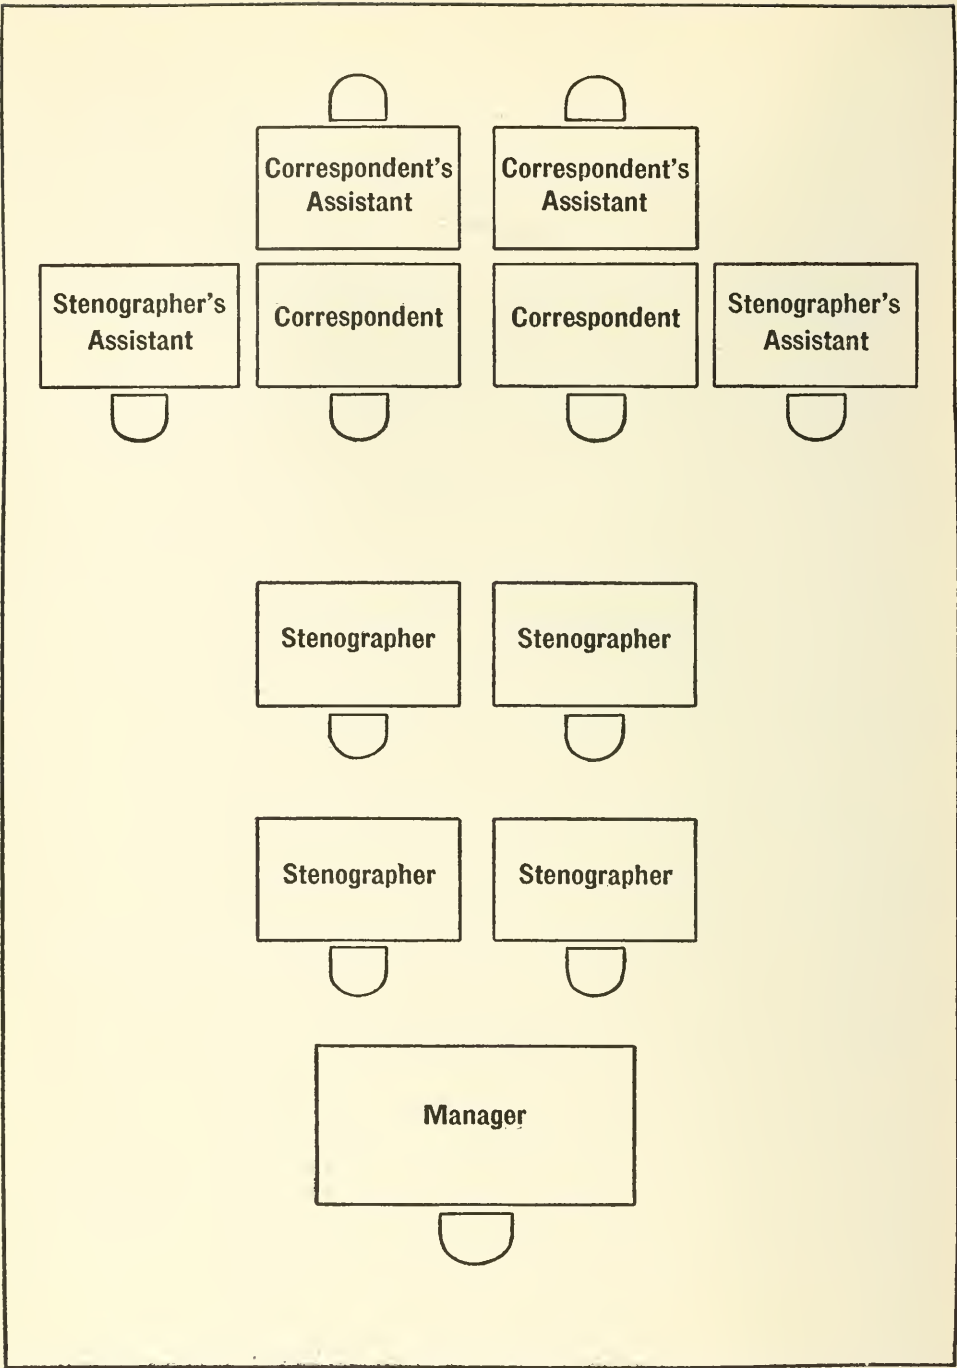 Correspondent's
Assistant
Correspondent's
Assistant
Stenographer's
Assistant
Correspondent
Correspondent
Stenographer's
Assistant
Stenographer
Stenographer
Stenographer
Stenographer
Manager